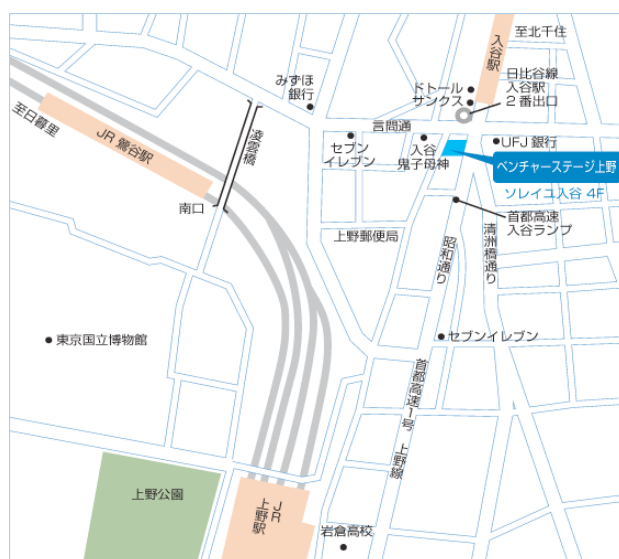 至北千住
入谷駅
日比谷線
入谷駅
2番出口
みずほ
銀行
ドトール
サンクス
言問通
セブン
イレブン
入谷
鬼子母神
UFJ銀行
ベンチャーステージ上野
ソレイユ入谷 4F
至日暮里
JR 鶯谷駅
凌雲橋
南口
上野郵便局
首都高速
入谷ランプ
昭和通り
清洲橋通り
東京国立博物館
セブンイレブン
首都高速1号 上野線
上野公園
JR
上野駅
岩倉高校